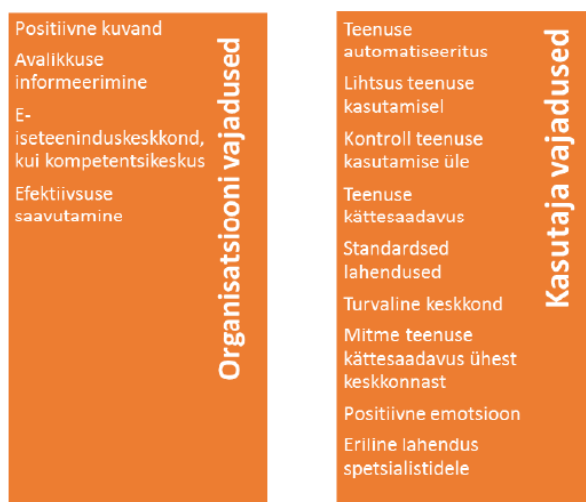 Positiivne kuvand
Avalikkuse
informeerimine
E-
iseteeninduskeskkond,
kui kompetentsikeskus
Efektiivsuse
saavutamine
Organisatsiooni vajadused
Teenuse
automatiseeritus
Lihtsus teenuse
kasutamisel
Kontroll teenuse
kasutamise üle
Teenuse
kättesaadavus
Standardsed
lahendused
Turvaline keskkond
Mitme teenuse
kättesaadavus ühest
keskkonnast
Positiivne emotsioon
Eriline lahendus
spetsialistidele
Kasutaja vajadused